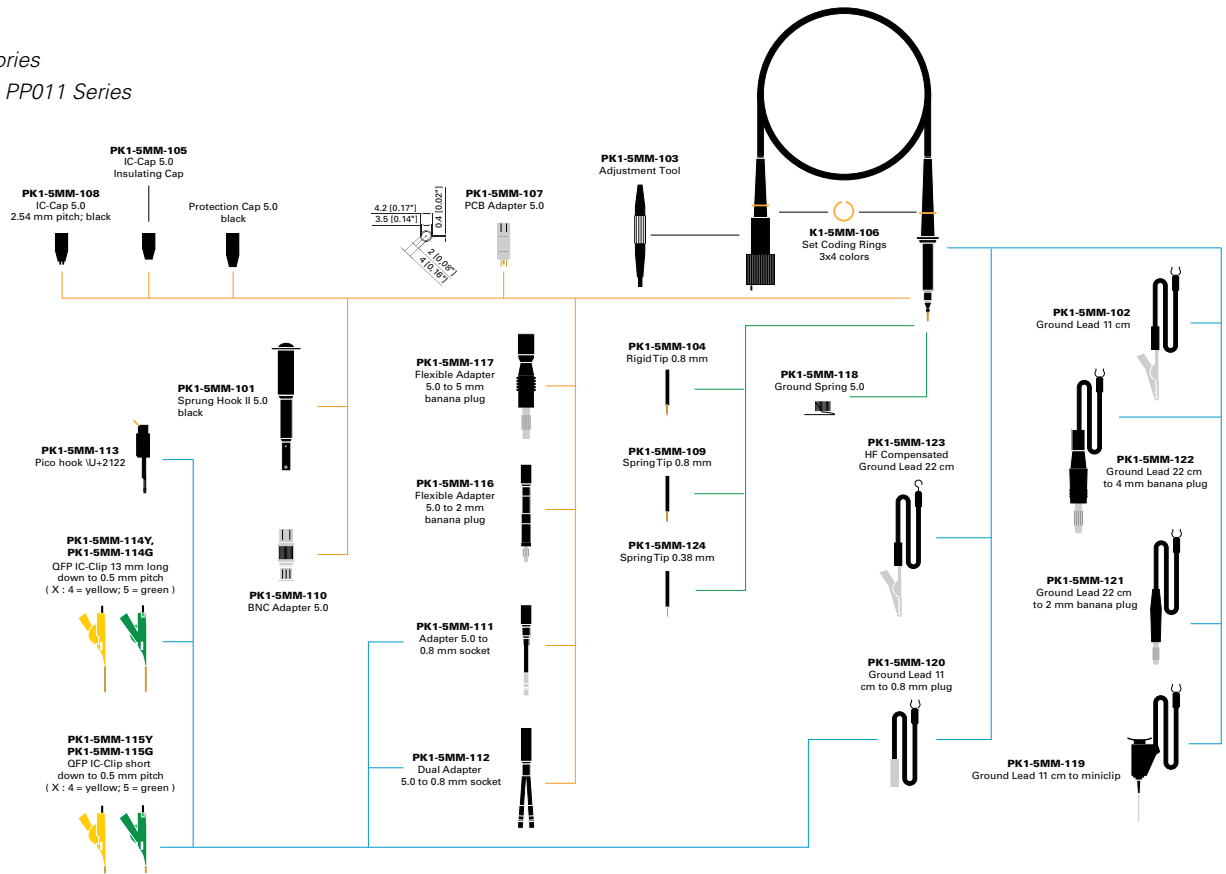 ories
PP011 Series
PK1-5MM-105
IC-Cap 5.0
Insulating Cap
PK1-5MM-108
IC-Cap 5.0
2.54 mm pitch; black
Protection Cap 5.0
black
4.2 [0.17"]
3.5 [0.14"]
0.4 [0.02"]
2 [0,08"]
4 [0,16"]
PK1-5MM-107
PCB Adapter 5.0
PK1-5MM-103
Adjustment Tool
K1-5MM-106
Set Coding Rings
3x4 colors
PK1-5MM-101
Sprung Hook II 5.0
black
PK1-5MM-113
Pico hook \U+2122
PK1-5MM-114Y,
PK1-5MM-114G
QFP IC-Clip 13 mm long
down to 0.5 mm pitch
( X : 4 = yellow; 5 = green )
PK1-5MM-115Y
PK1-5MM-115G
QFP IC-Clip short
down to 0.5 mm pitch
( X : 4 = yellow; 5 = green )
PK1-5MM-110
BNC Adapter 5.0
PK1-5MM-117
Flexible Adapter
5.0 to 5 mm
banana plug
PK1-5MM-116
Flexible Adapter
5.0 to 2 mm
banana plug
PK1-5MM-111
Adapter 5.0 to
0.8 mm socket
PK1-5MM-112
Dual Adapter
5.0 to 0.8 mm socket
PK1-5MM-104
Rigid Tip 0.8 mm
PK1-5MM-109
Spring Tip 0.8 mm
PK1-5MM-124
Spring Tip 0.38 mm
PK1-5MM-118
Ground Spring 5.0
PK1-5MM-123
HF Compensated
Ground Lead 22 cm
PK1-5MM-120
Ground Lead 11
cm to 0.8 mm plug
PK1-5MM-102
Ground Lead 11 cm
PK1-5MM-122
Ground Lead 22 cm
to 4 mm banana plug
PK1-5MM-121
Ground Lead 22 cm
to 2 mm banana plug
PK1-5MM-119
Ground Lead 11 cm to miniclip